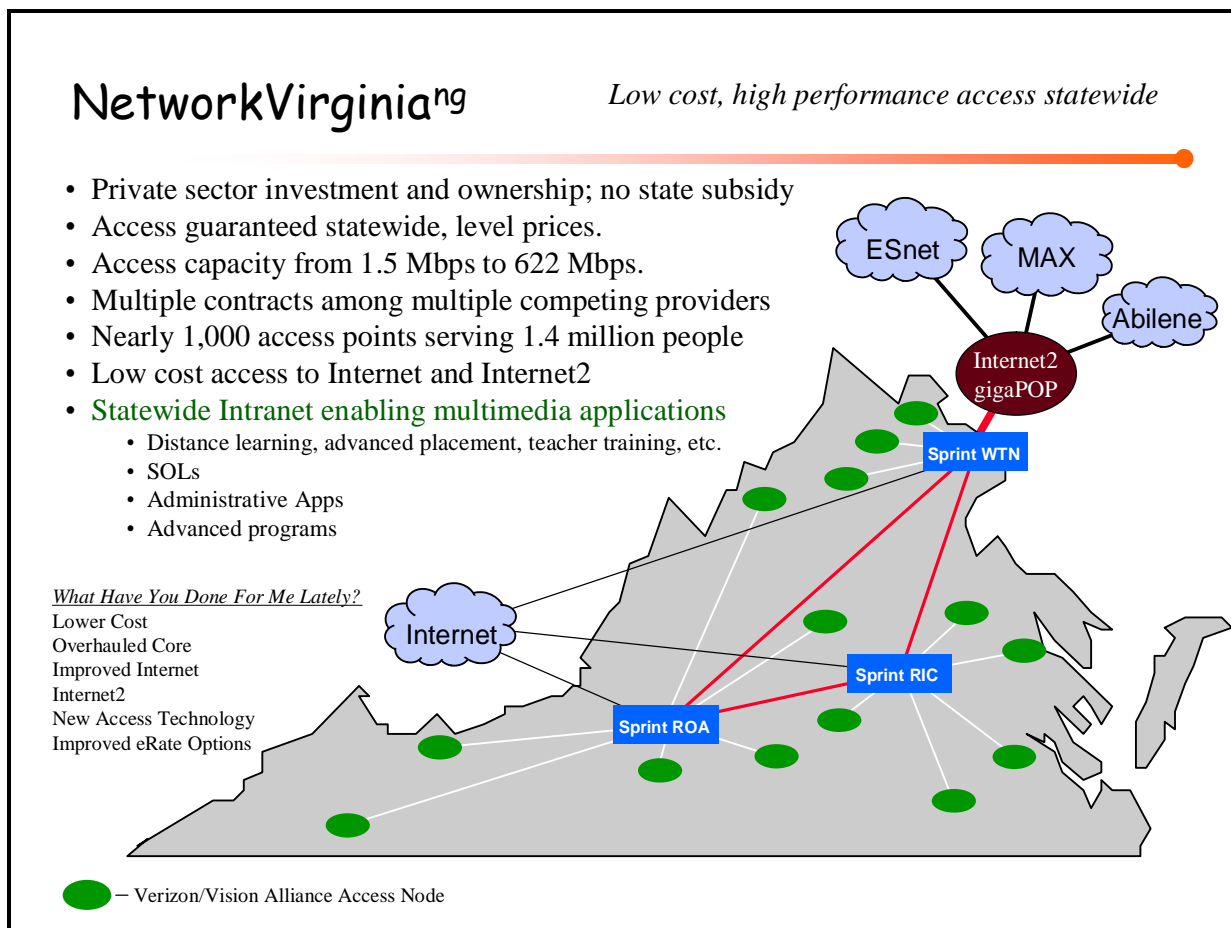 NetworkVirginiaⁿᵍ
Low cost, high performance access statewide
• Private sector investment and ownership; no state subsidy
• Access guaranteed statewide, level prices.
• Access capacity from 1.5 Mbps to 622 Mbps.
• Multiple contracts among multiple competing providers
• Nearly 1,000 access points serving 1.4 million people
• Low cost access to Internet and Internet2
• Statewide Intranet enabling multimedia applications
• Distance learning, advanced placement, teacher training, etc.
• SOLs
• Administrative Apps
• Advanced programs
ESnet
MAX
Abilene
Internet2
gigaPOP
Sprint WTN
What Have You Done For Me Lately?
Lower Cost
Overhauled Core
Improved Internet
Internet2
New Access Technology
Improved eRate Options
Internet
Sprint RIC
Sprint ROA
– Verizon/Vision Alliance Access Node